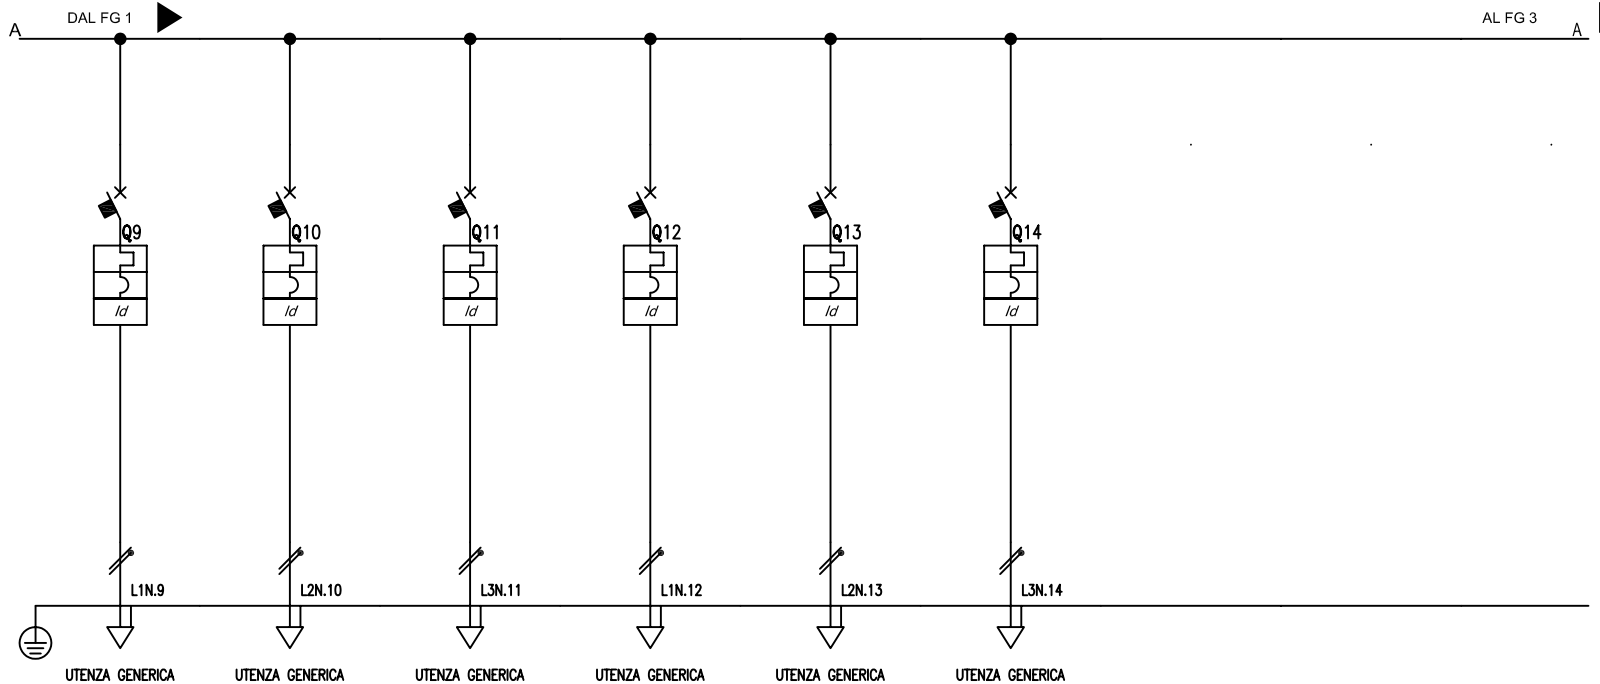 DAL FG 1
AL FG 3
A
A
Q9
Q10
Q11
Q12
Q13
Q14
Id
Id
Id
Id
Id
Id
L1N.9
L2N.10
L3N.11
L1N.12
L2N.13
L3N.14
UTENZA GENERICA
UTENZA GENERICA
UTENZA GENERICA
UTENZA GENERICA
UTENZA GENERICA
UTENZA GENERICA